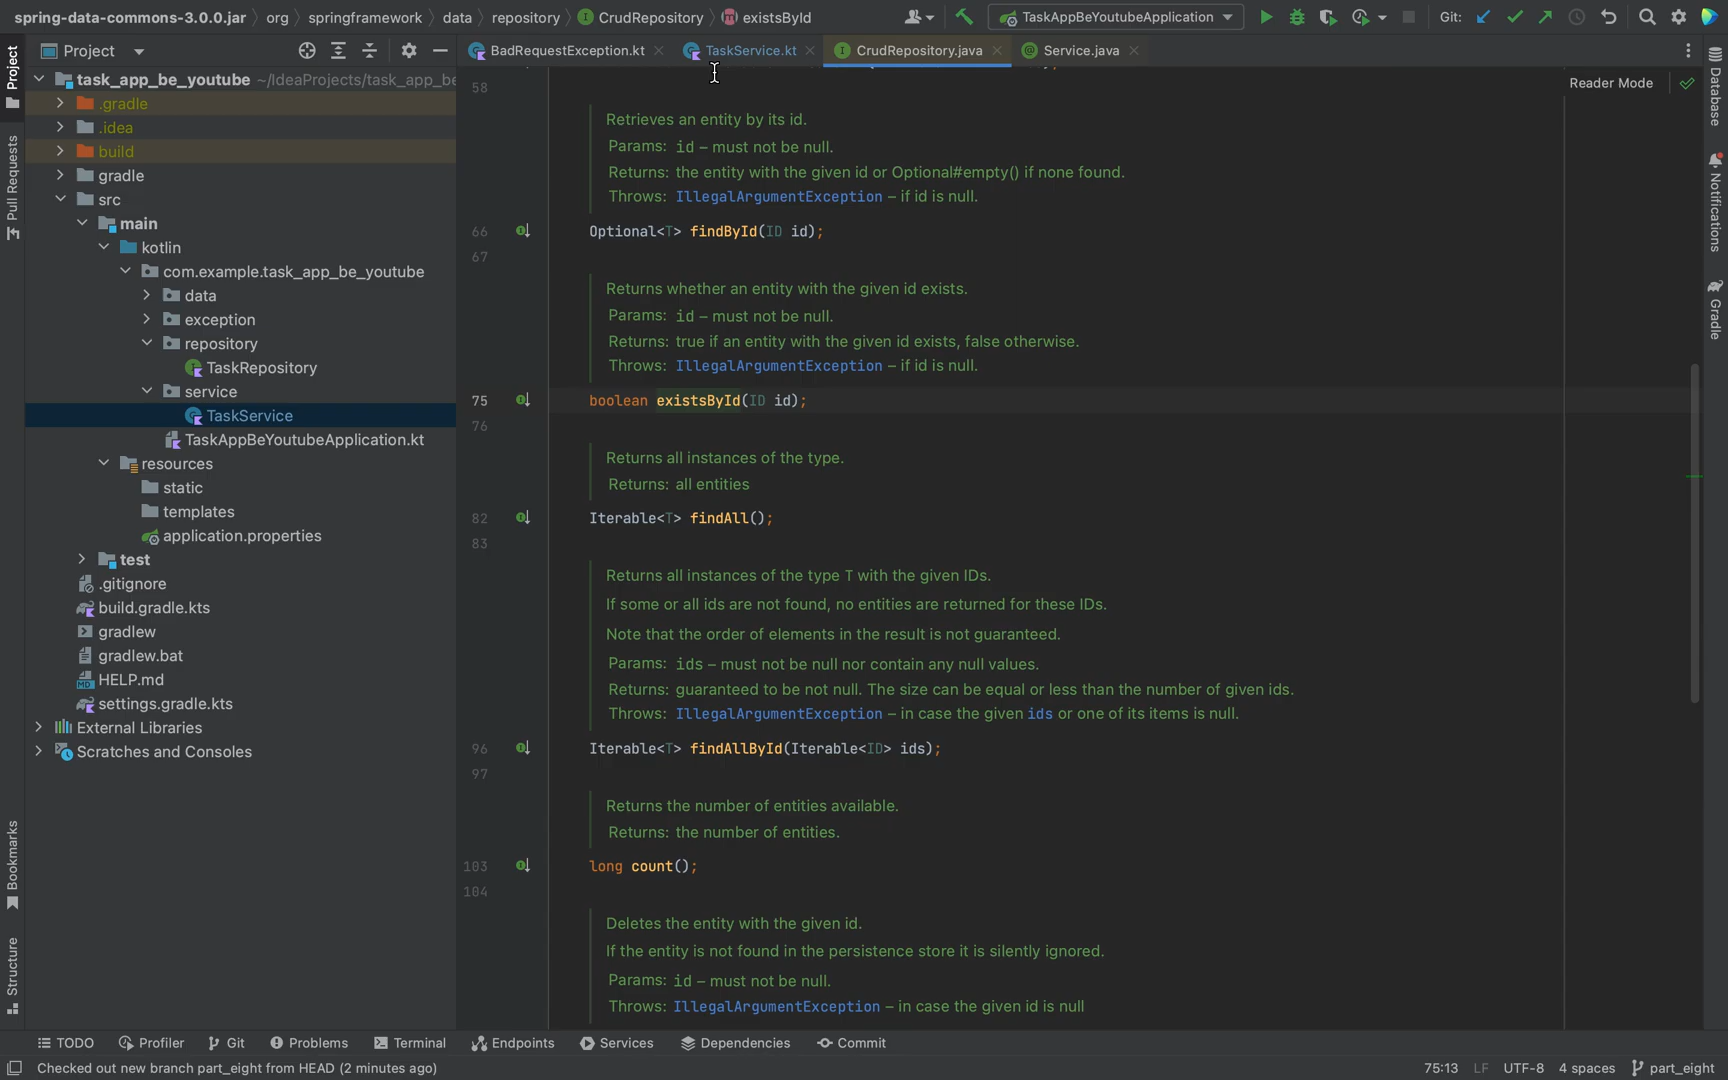 spring-data-commons-3.0.0.jar org springframework data repository CrudRepository existsById TaskAppBeYoutubeApplication Git:
Project BadRequestException.kt TaskService.kt CrudRepository.java Service.java
Project
Pull Requests
Bookmarks
Structure
task_app_be_youtube ~/IdeaProjects/task_app_be
.gradle
.idea
build
gradle
src
main
kotlin
com.example.task_app_be_youtube
data
exception
repository
TaskRepository
service
TaskService
TaskAppBeYoutubeApplication.kt
resources
static
templates
application.properties
test
.gitignore
build.gradle.kts
gradlew
gradlew.bat
HELP.md
settings.gradle.kts
External Libraries
Scratches and Consoles
Reader Mode
58
Retrieves an entity by its id.
Params: id – must not be null.
Returns: the entity with the given id or Optional#empty() if none found.
Throws: IllegalArgumentException – if id is null.
66 Optional<T> findById(ID id);
67
Returns whether an entity with the given id exists.
Params: id – must not be null.
Returns: true if an entity with the given id exists, false otherwise.
Throws: IllegalArgumentException – if id is null.
75 boolean existsById(ID id);
76
Returns all instances of the type.
Returns: all entities
82 Iterable<T> findAll();
83
Returns all instances of the type T with the given IDs.
If some or all ids are not found, no entities are returned for these IDs.
Note that the order of elements in the result is not guaranteed.
Params: ids – must not be null nor contain any null values.
Returns: guaranteed to be not null. The size can be equal or less than the number of given ids.
Throws: IllegalArgumentException – in case the given ids or one of its items is null.
96 Iterable<T> findAllById(Iterable<ID> ids);
97
Returns the number of entities available.
Returns: the number of entities.
103 long count();
104
Deletes the entity with the given id.
If the entity is not found in the persistence store it is silently ignored.
Params: id – must not be null.
Throws: IllegalArgumentException – in case the given id is null
Database
Notifications
Gradle
TODO Profiler Git Problems Terminal Endpoints Services Dependencies Commit
Checked out new branch part_eight from HEAD (2 minutes ago) 75:13 LF UTF-8 4 spaces part_eight